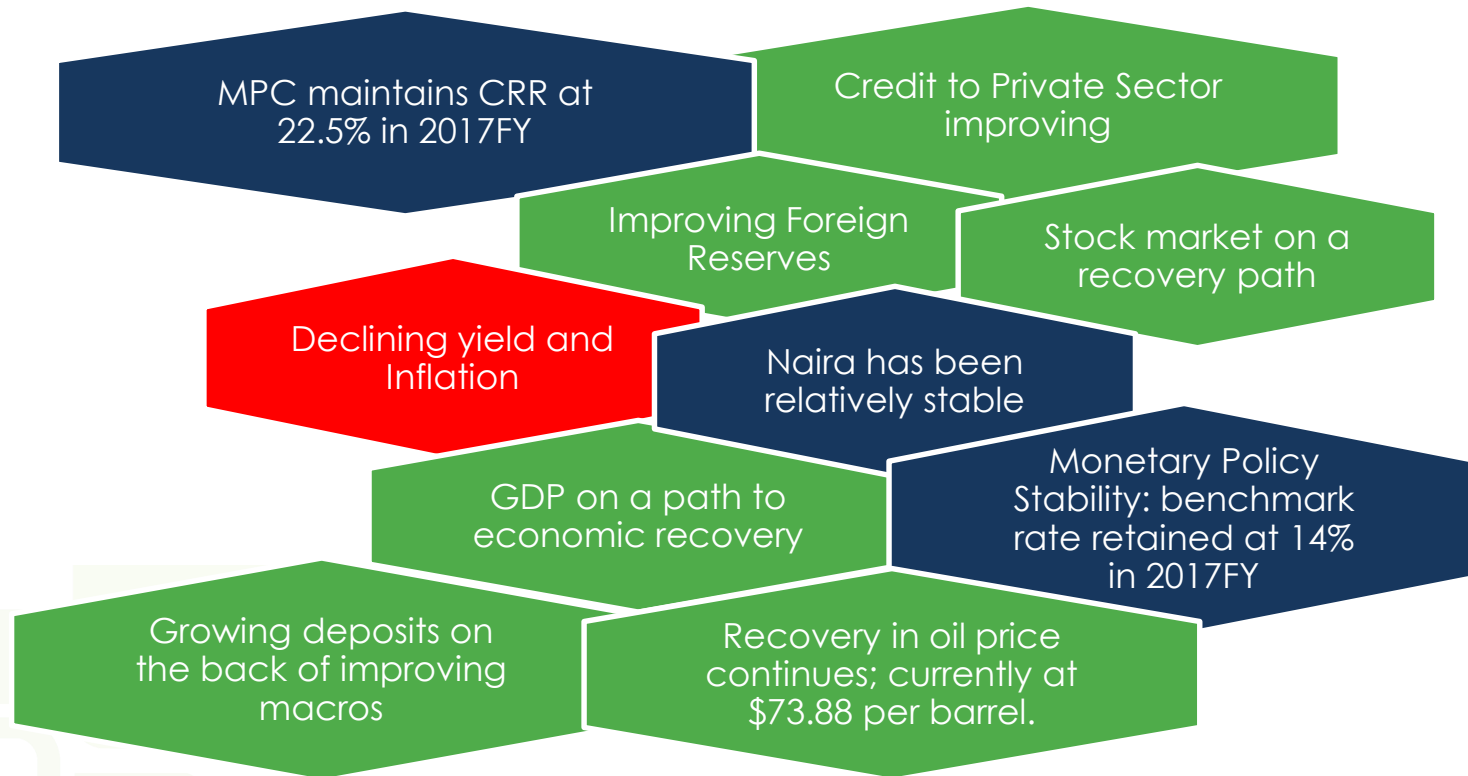 MPC maintains CRR at
22.5% in 2017FY
Credit to Private Sector
improving
Improving Foreign
Reserves
Stock market on a
recovery path
Declining yield and
Inflation
Naira has been
relatively stable
GDP on a path to
economic recovery
Monetary Policy
Stability: benchmark
rate retained at 14%
in 2017FY
Growing deposits on
the back of improving
macros
Recovery in oil price
continues; currently at
$73.88 per barrel.